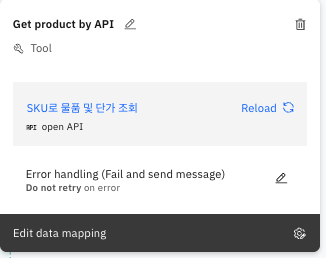 Get product by API
Tool
SKU로 물품 및 단가 조회
Reload
API open API
Error handling (Fail and send message)
Do not retry on error
Edit data mapping